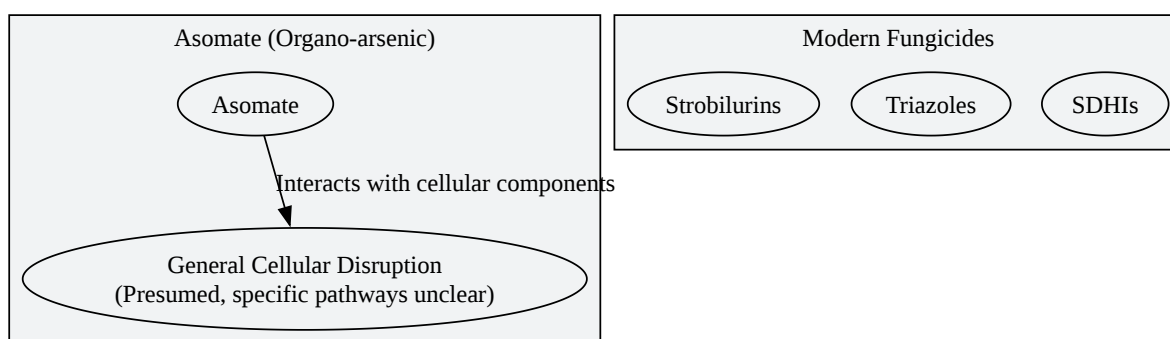 Asomate (Organo-arsenic)
Asomate
Interacts with cellular components
General Cellular Disruption
(Presumed, specific pathways unclear)
Modern Fungicides
Strobilurins
Triazoles
SDHIs